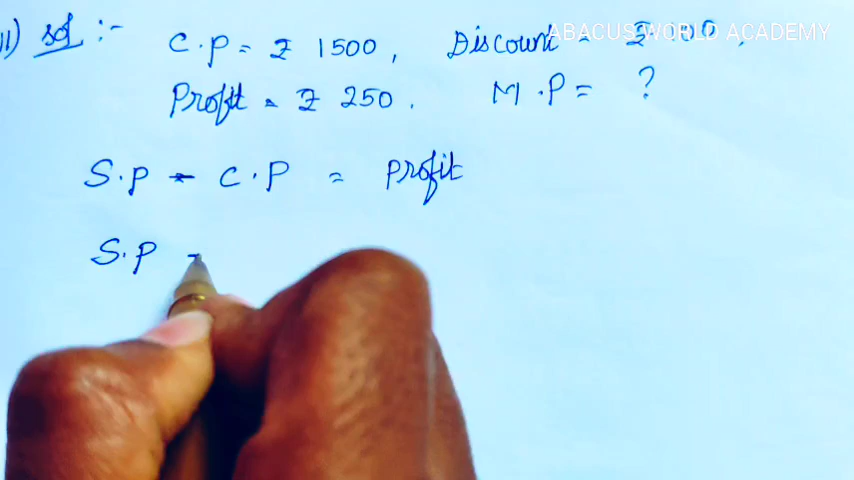 11) sol :- C.P = ₹ 1500, Discount = ₹
ABACUS WORLD ACADEMY
Profit = ₹ 250. M.P = ?
S.P - C.P = Profit
S.P -